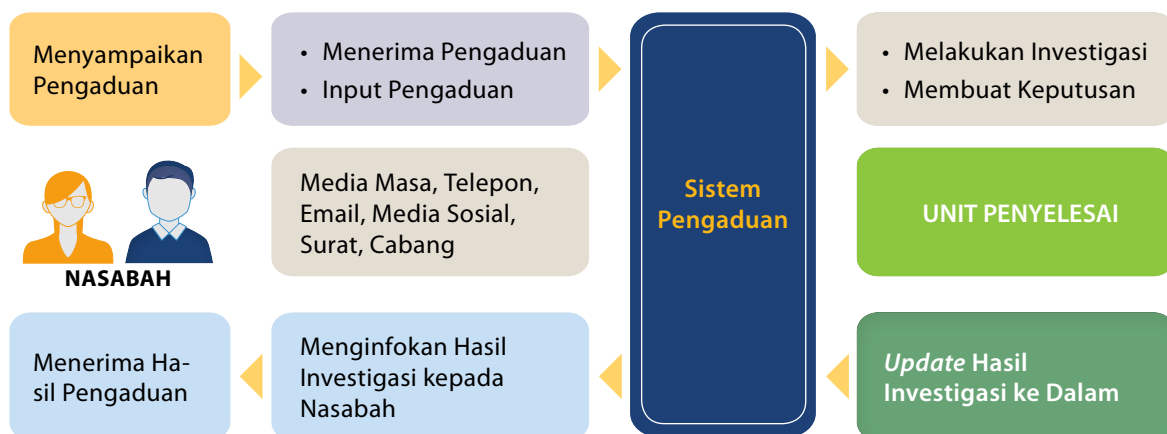 Menyampaikan
Pengaduan
• Menerima Pengaduan
• Input Pengaduan
• Melakukan Investigasi
• Membuat Keputusan
NASABAH
Media Masa, Telepon,
Email, Media Sosial,
Surat, Cabang
Sistem
Pengaduan
UNIT PENYELESAI
Menerima Ha-
sil Pengaduan
Menginfokan Hasil
Investigasi kepada
Nasabah
Update Hasil
Investigasi ke Dalam